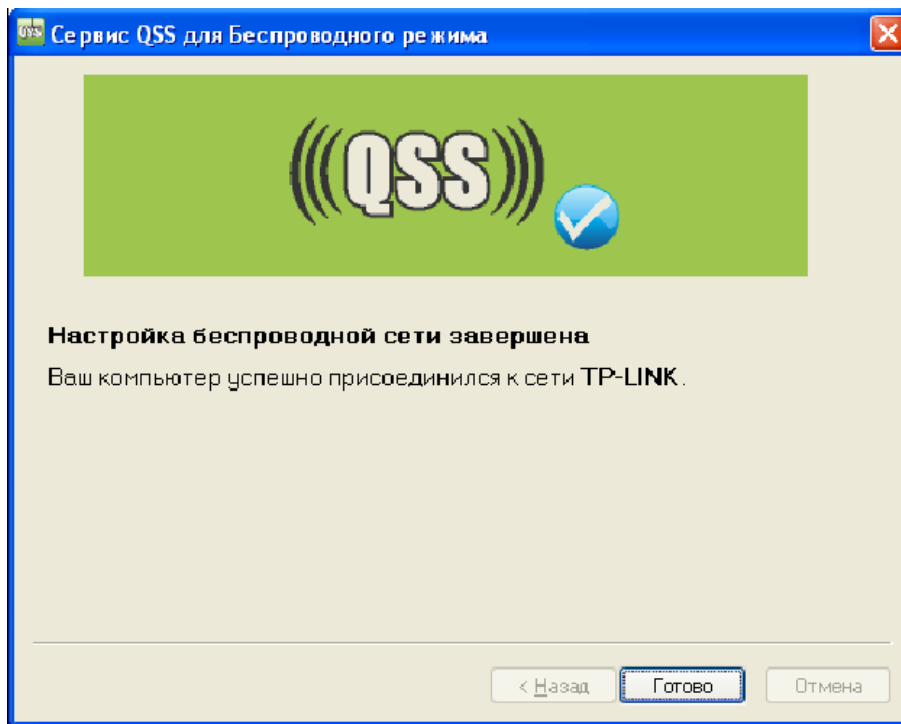 QSS Сервис QSS для Беспроводного режима
(((QSS)))
Настройка беспроводной сети завершена
Ваш компьютер успешно присоединился к сети TP-LINK.
< Назад Готово Отмена